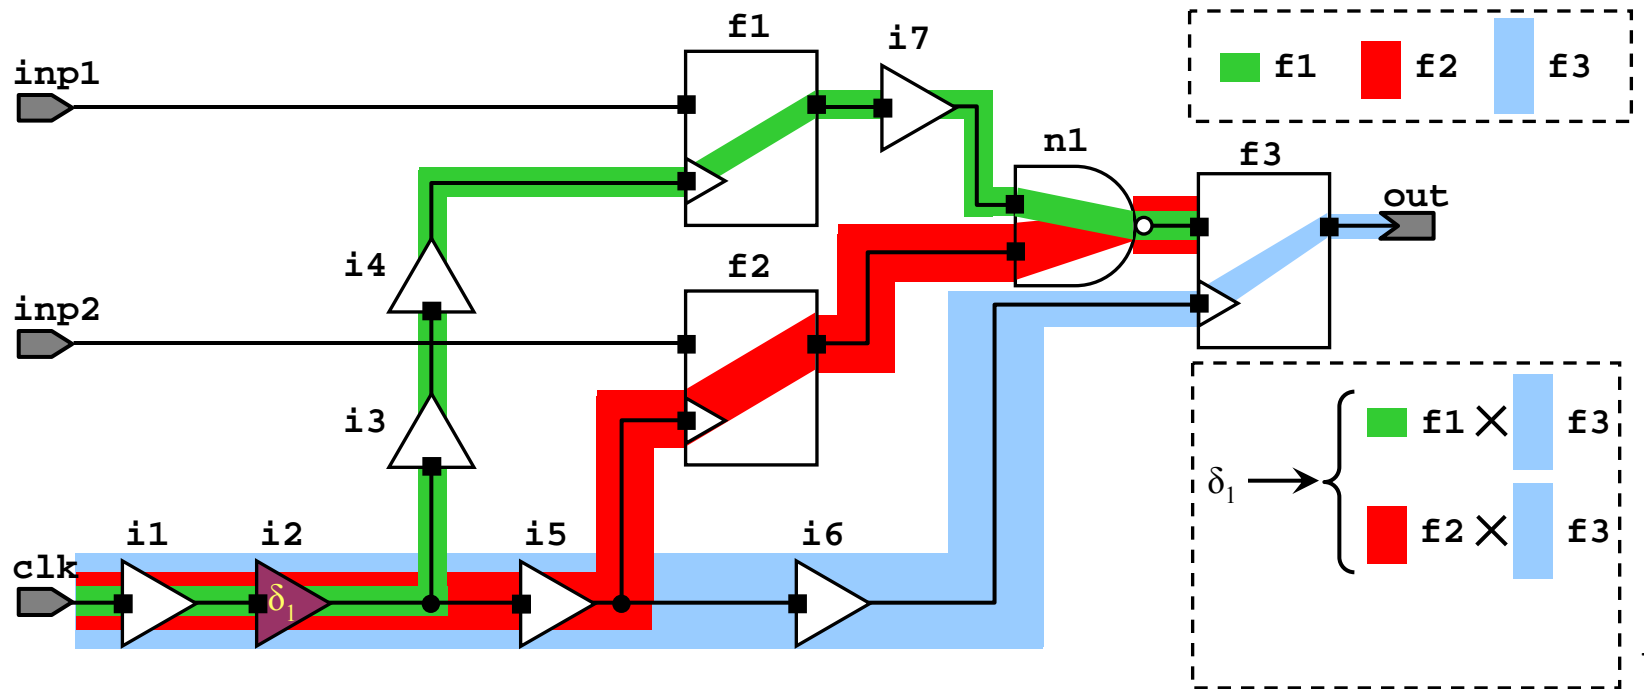 f1
i7
f1 f2 f3
inp1
n1
f3
out
i4
f2
inp2
i3
i1 i2 i5 i6
clk
δ1
δ1
f1 × f3
f2 × f3